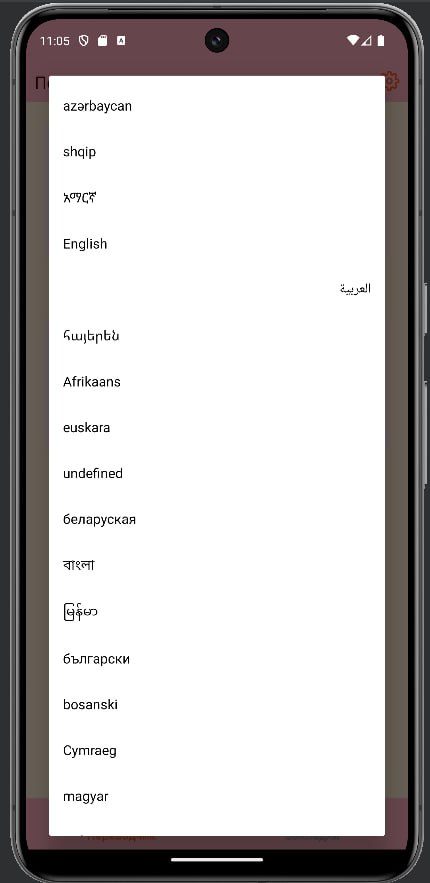 11:05
azərbaycan
shqip
አማርኛ
English
العربية
հայերեն
Afrikaans
euskara
undefined
беларуская
বাংলা
မြန်မာ
български
bosanski
Cymraeg
magyar